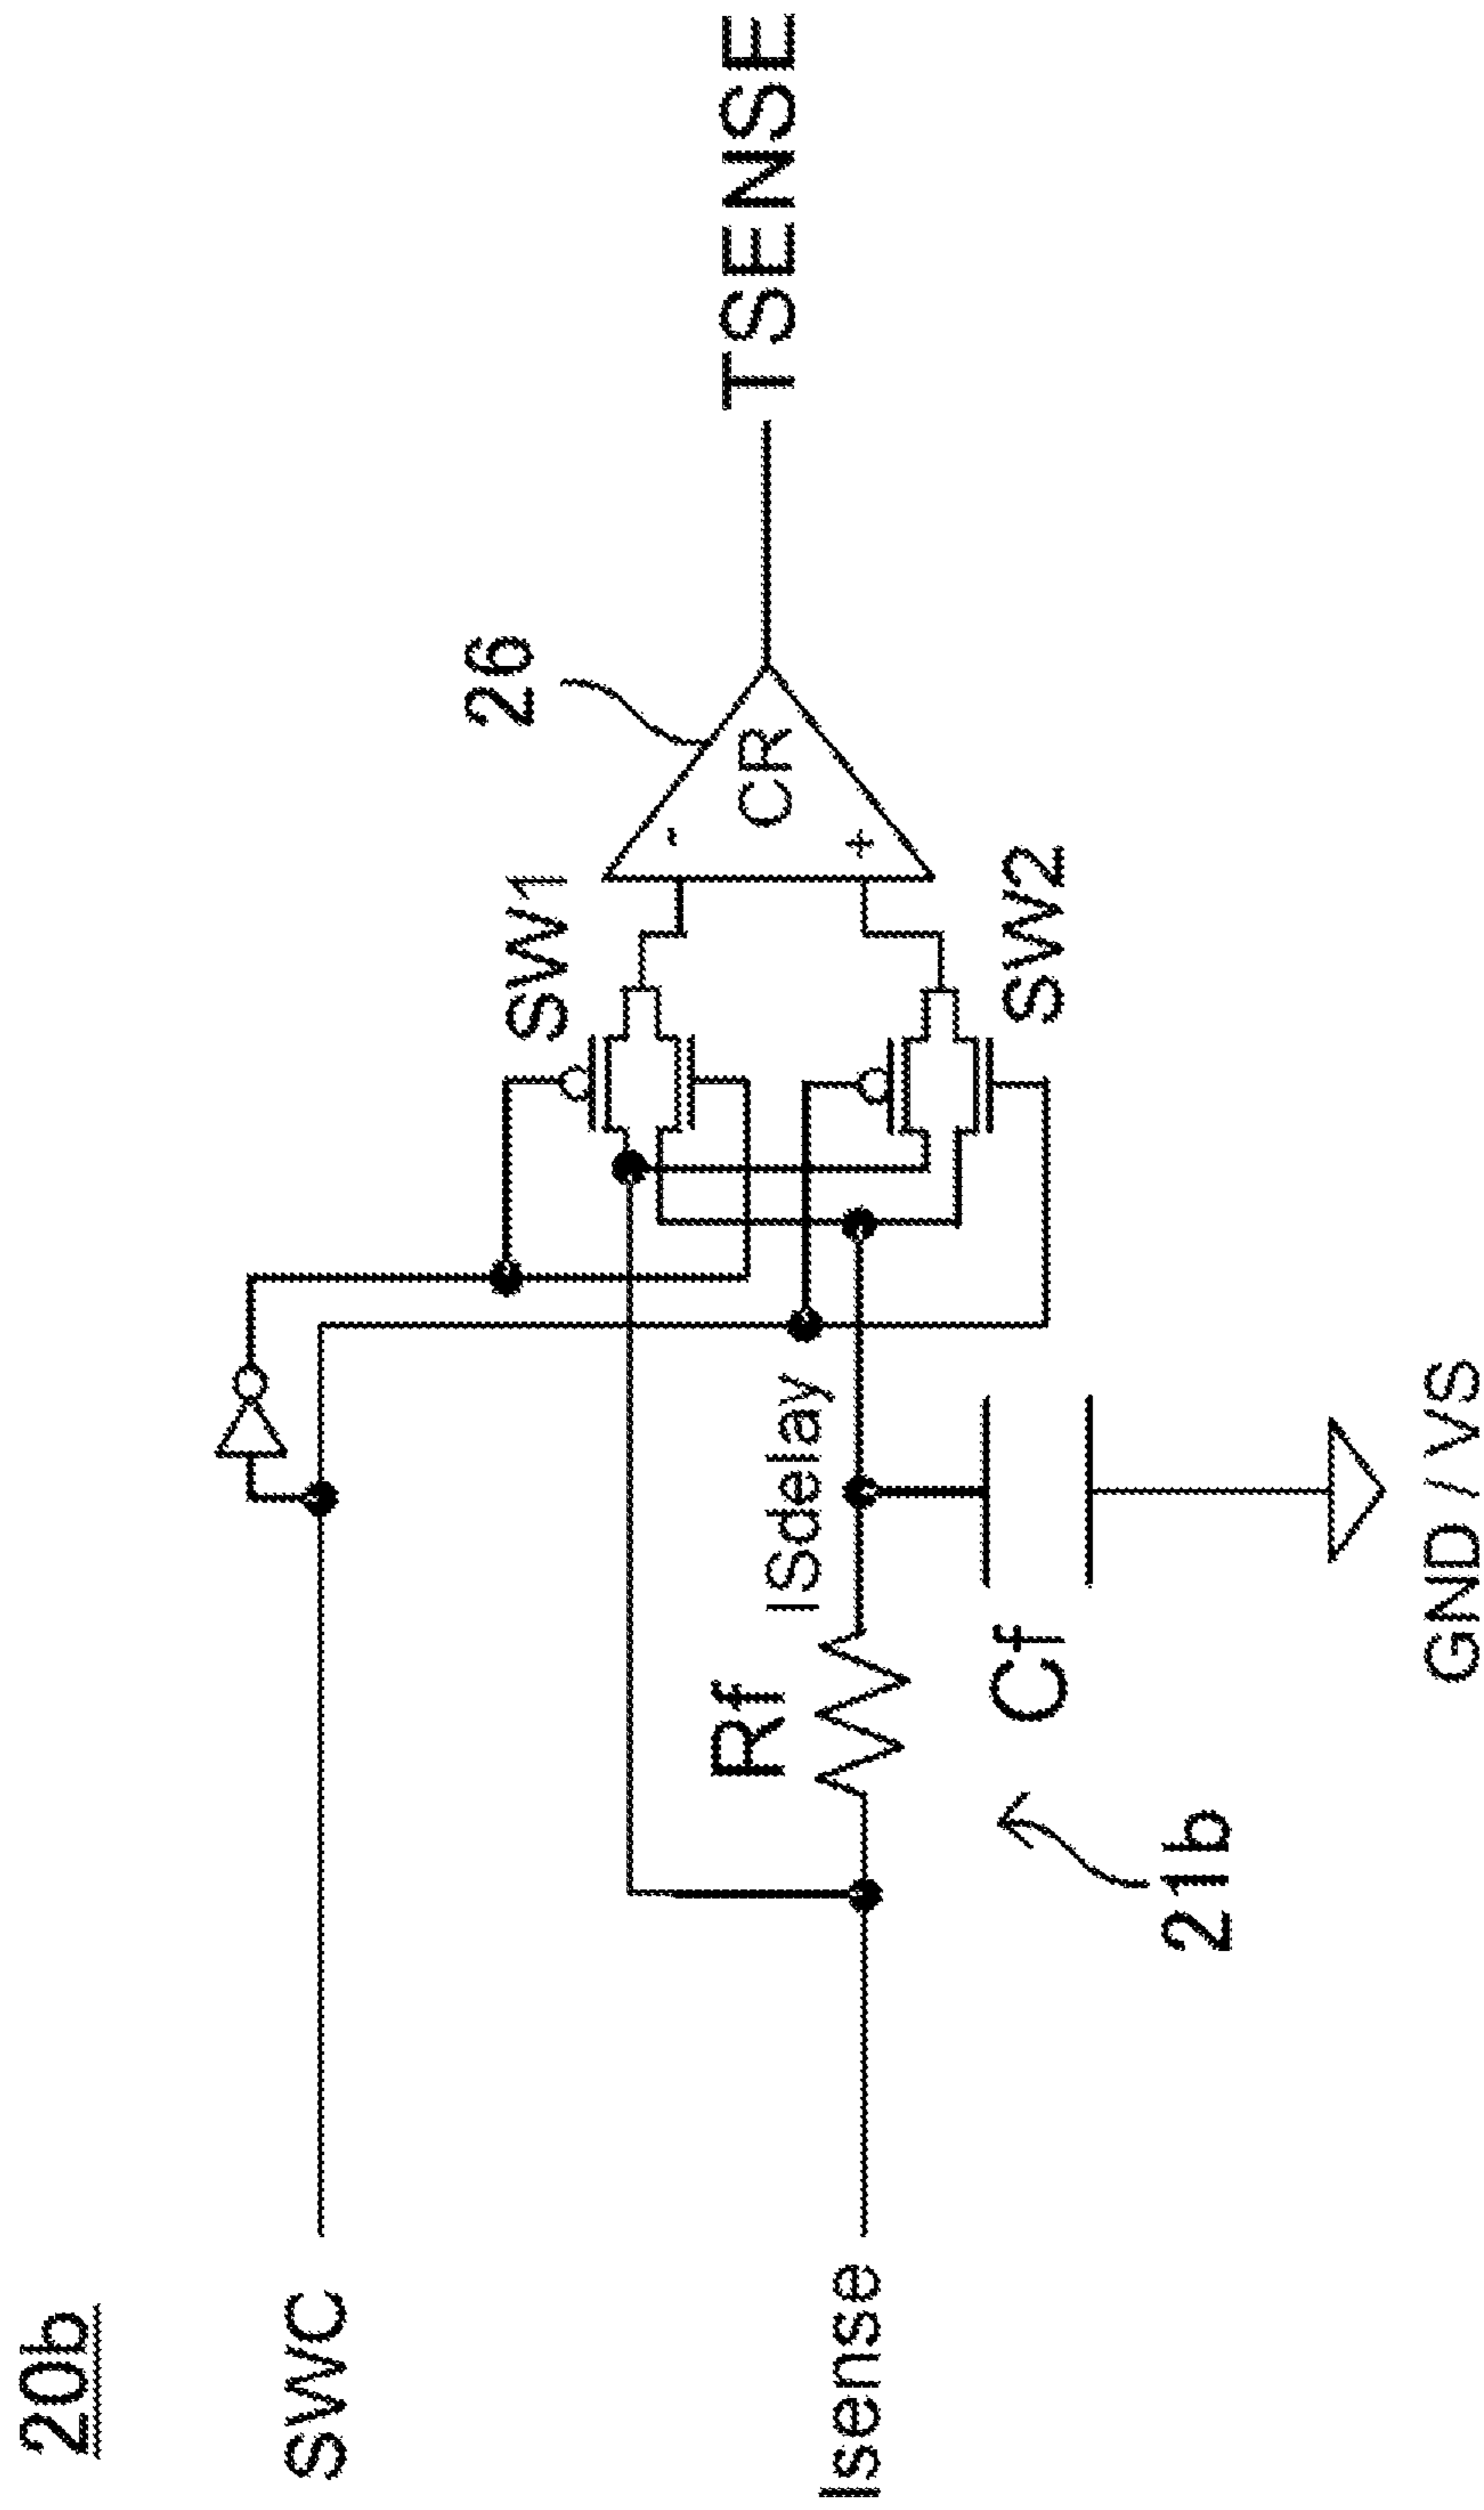 20b
SWC
Isense
Rf
ISdelay
Cf
21b
GND / VS
SW1
SW2
-
+
CR
26
TSENSE